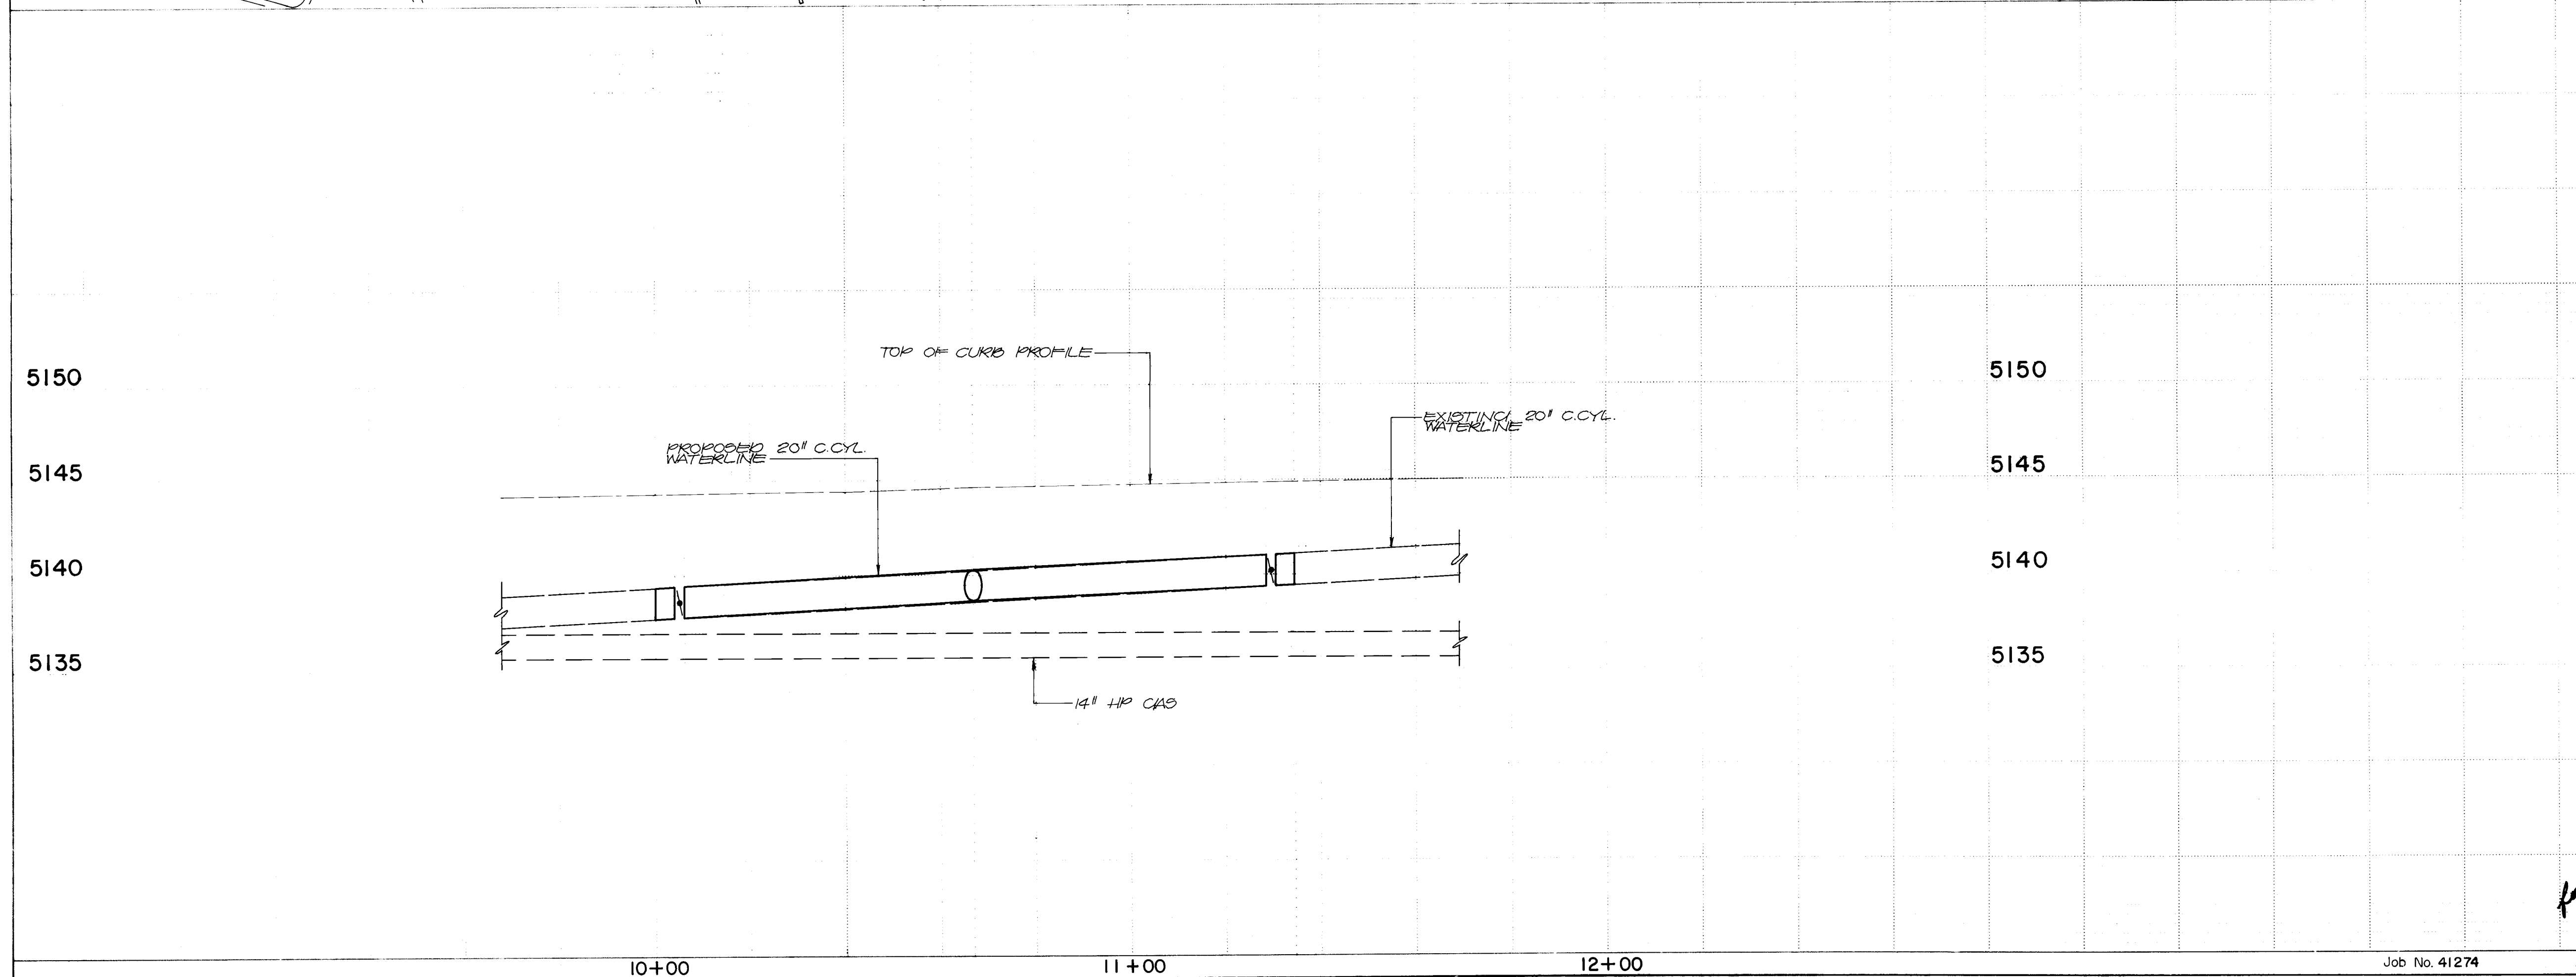 TOP OF CURB PROFILE
5150
5150
EXISTING 20" C.CYL.
WATERLINE
PROPOSED 20" C.CYL.
WATERLINE
5145
5145
5140
5140
5135
5135
14" HP GAS
10+00
11+00
12+00
Job No. 41274